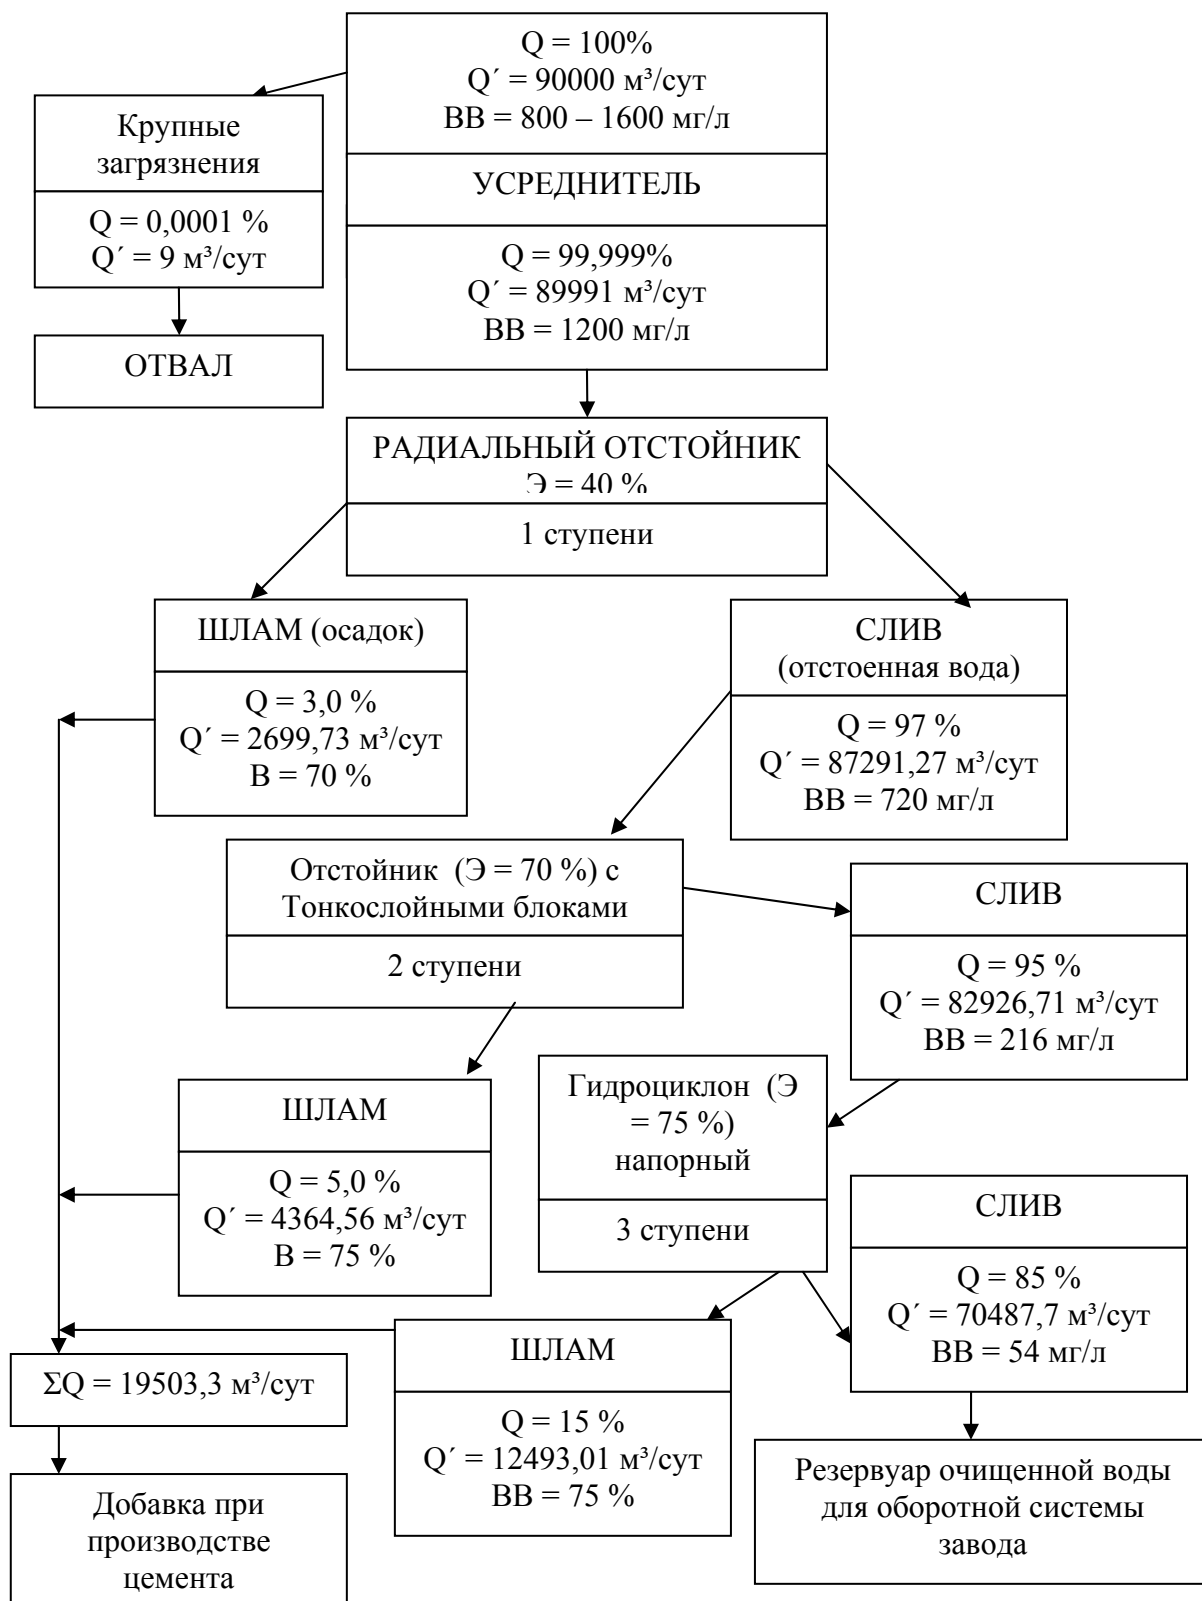 Q = 100%
Q´ = 90000 м³/сут
ВВ = 800 – 1600 мг/л
Крупные
загрязнения
УСРЕДНИТЕЛЬ
Q = 0,0001 %
Q´ = 9 м³/сут
Q = 99,999%
Q´ = 89991 м³/сут
ВВ = 1200 мг/л
ОТВАЛ
РАДИАЛЬНЫЙ ОТСТОЙНИК
Э = 40 %
1 ступени
ШЛАМ (осадок)
Q = 3,0 %
Q´ = 2699,73 м³/сут
В = 70 %
СЛИВ
(отстоенная вода)
Q = 97 %
Q´ = 87291,27 м³/сут
ВВ = 720 мг/л
Отстойник (Э = 70 %) с
Тонкослойными блоками
2 ступени
СЛИВ
Q = 95 %
Q´ = 82926,71 м³/сут
ВВ = 216 мг/л
Гидроциклон (Э
= 75 %)
напорный
3 ступени
ШЛАМ
Q = 5,0 %
Q´ = 4364,56 м³/сут
В = 75 %
СЛИВ
Q = 85 %
Q´ = 70487,7 м³/сут
ВВ = 54 мг/л
ШЛАМ
Q = 15 %
Q´ = 12493,01 м³/сут
ВВ = 75 %
ΣQ = 19503,3 м³/сут
Добавка при
производстве
цемента
Резервуар очищенной воды
для оборотной системы
завода